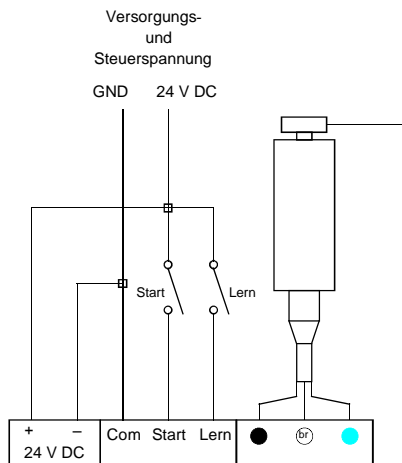 Versorgungs-
und
Steuerspannung
GND 24 V DC
Start Lern
+ –
24 V DC
Com Start Lern
br